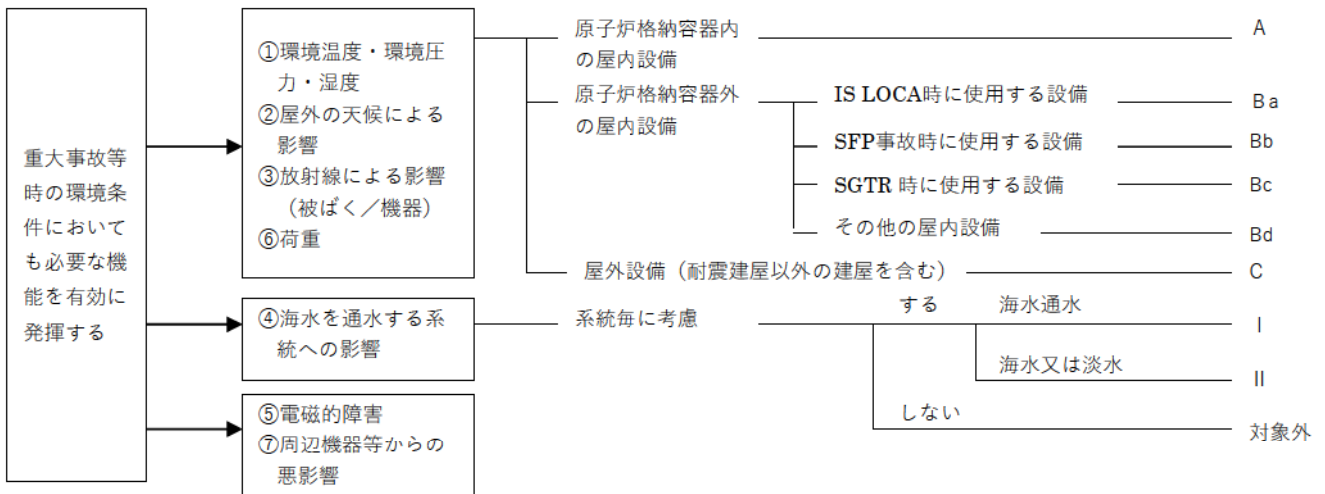 重大事故等
時の環境条
件において
も必要な機
能を有効に
発揮する
①環境温度・環境圧
力・湿度
②屋外の天候による
影響
③放射線による影響
（被ばく／機器）
⑥荷重
原子炉格納容器内
の屋内設備
A
原子炉格納容器外
の屋内設備
IS LOCA時に使用する設備
Ba
SFP事故時に使用する設備
Bb
SGTR 時に使用する設備
Bc
その他の屋内設備
Bd
屋外設備（耐震建屋以外の建屋を含む）
C
④海水を通水する系
統への影響
系統毎に考慮
する
海水通水
I
海水又は淡水
II
しない
対象外
⑤電磁的障害
⑦周辺機器等からの
悪影響